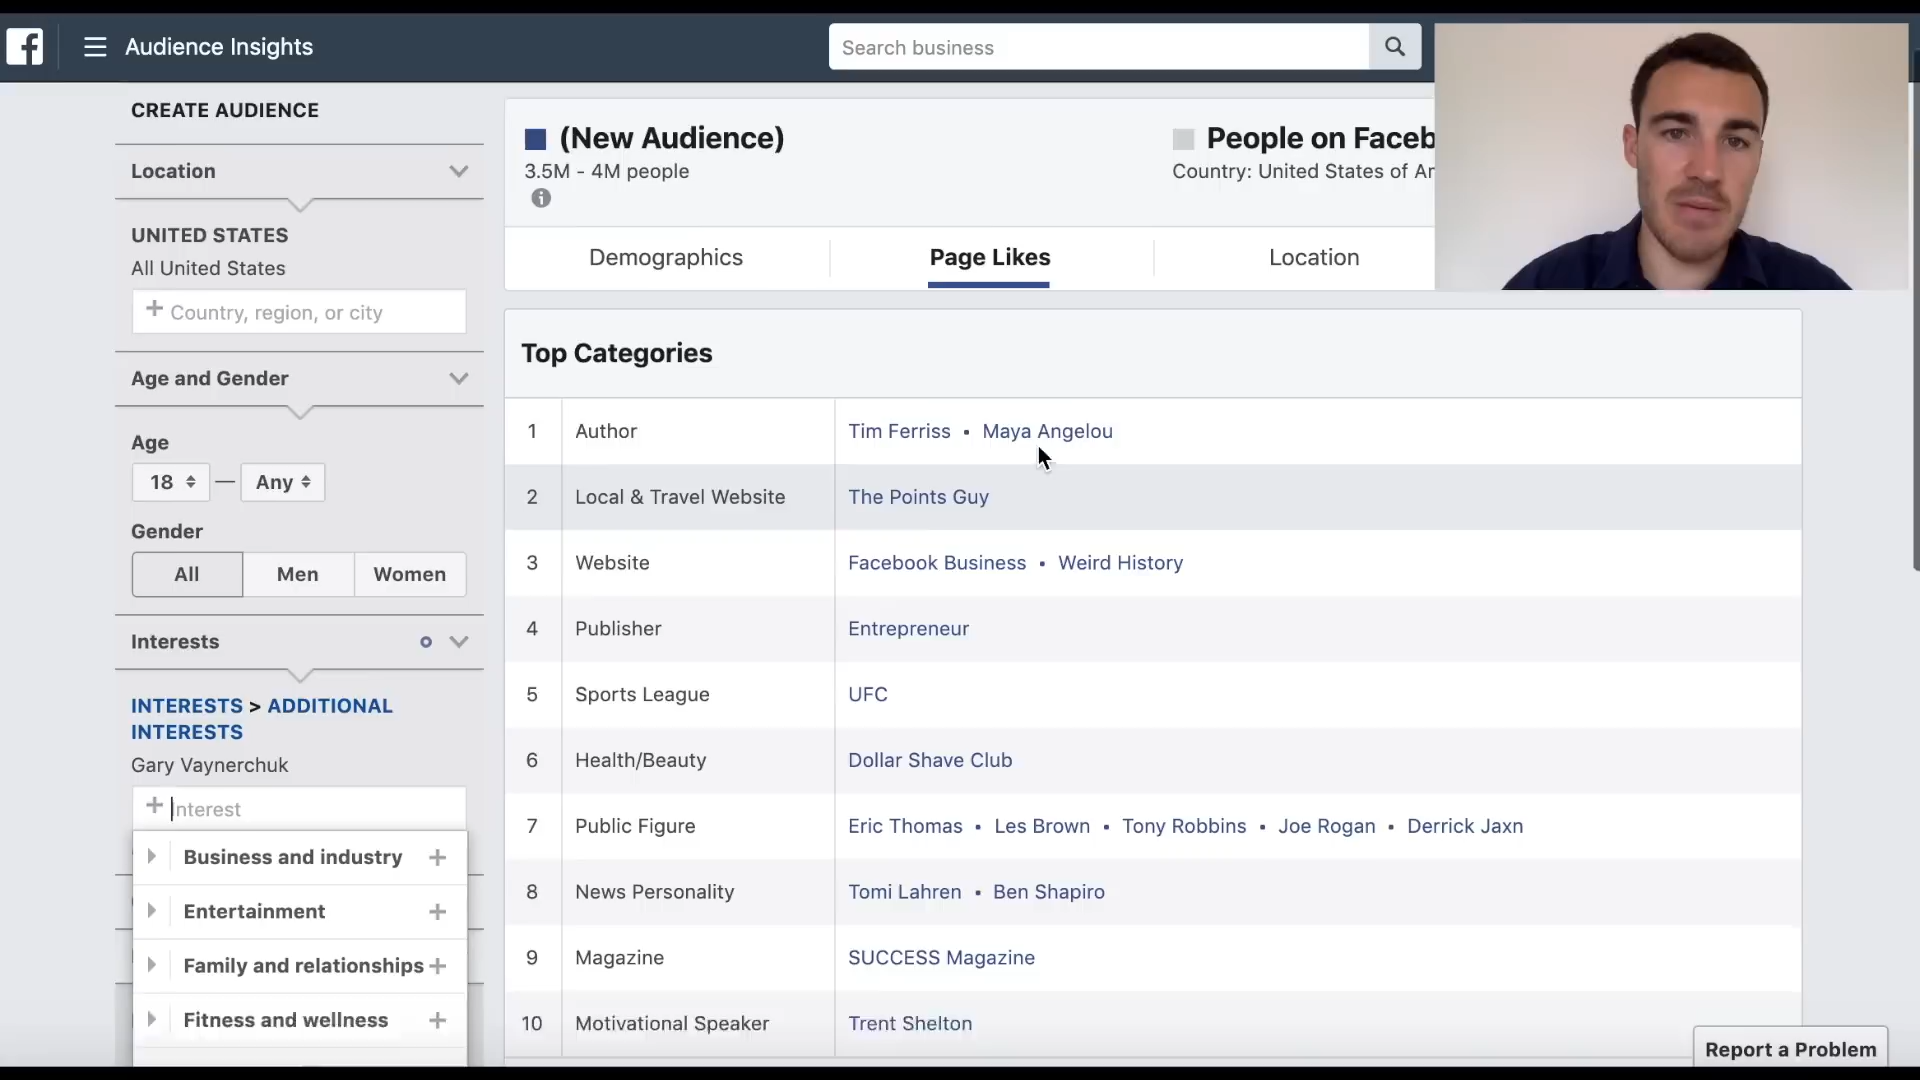 Audience Insights
Search business
CREATE AUDIENCE
Location
UNITED STATES
All United States
Country, region, or city
Age and Gender
Age
18 — Any
Gender
All Men Women
Interests
INTERESTS > ADDITIONAL
INTERESTS
Gary Vaynerchuk
Interest
Business and industry
Entertainment
Family and relationships
Fitness and wellness
(New Audience)
3.5M - 4M people
People on Faceb
Country: United States of Ar
Demographics Page Likes Location
Top Categories
1 Author Tim Ferriss • Maya Angelou
2 Local & Travel Website The Points Guy
3 Website Facebook Business • Weird History
4 Publisher Entrepreneur
5 Sports League UFC
6 Health/Beauty Dollar Shave Club
7 Public Figure Eric Thomas • Les Brown • Tony Robbins • Joe Rogan • Derrick Jaxn
8 News Personality Tomi Lahren • Ben Shapiro
9 Magazine SUCCESS Magazine
10 Motivational Speaker Trent Shelton
Report a Problem